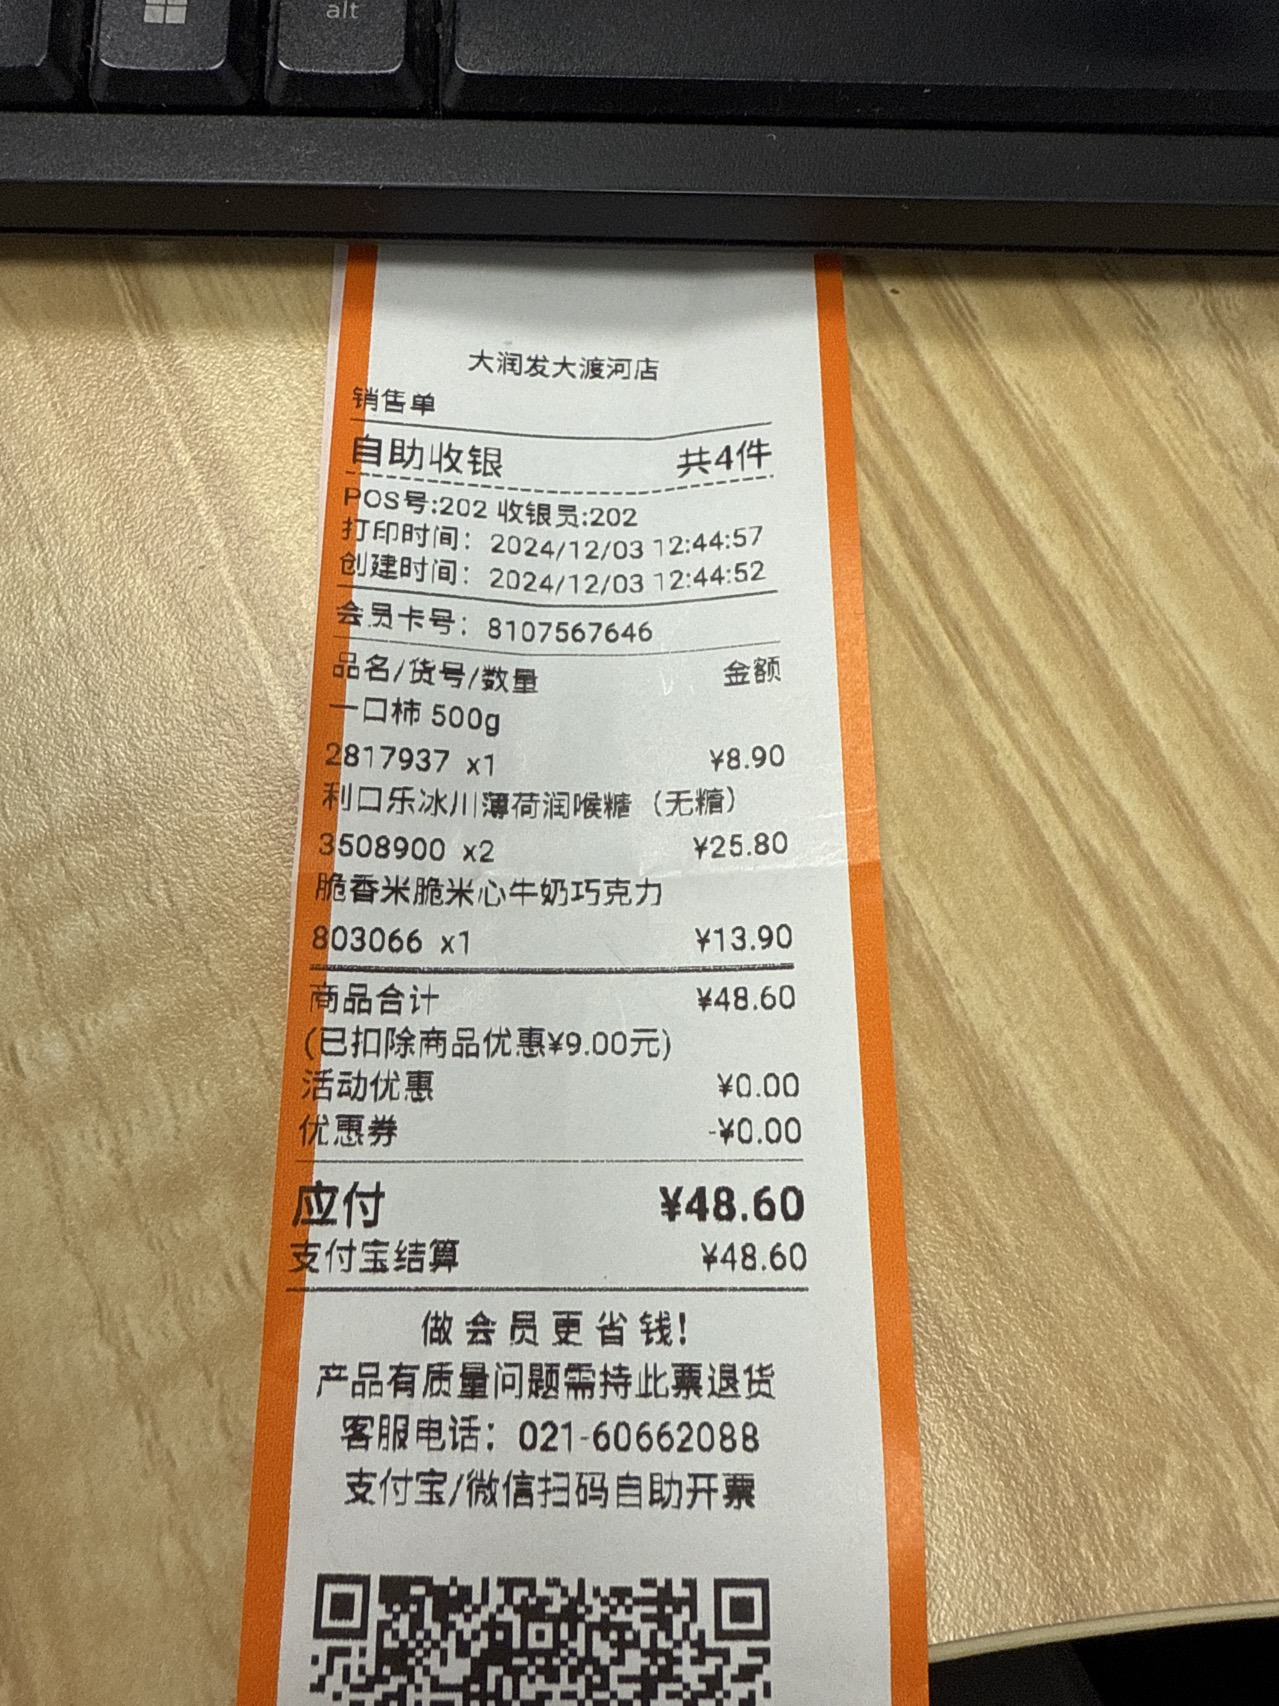 alt
大润发大渡河店
销售单
自助收银 共4件
POS号:202 收银员:202
打印时间: 2024/12/03 12:44:57
创建时间: 2024/12/03 12:44:52
会员卡号: 8107567646
品名/货号/数量 金额
一口柿 500g
2817937 x1 ¥8.90
利口乐冰川薄荷润喉糖（无糖）
3508900 x2 ¥25.80
脆香米脆米心牛奶巧克力
803066 x1 ¥13.90
商品合计 ¥48.60
(已扣除商品优惠¥9.00元)
活动优惠 ¥0.00
优惠券 -¥0.00
应付 ¥48.60
支付宝结算 ¥48.60
做会员更省钱!
产品有质量问题需持此票退货
客服电话: 021-60662088
支付宝/微信扫码自助开票